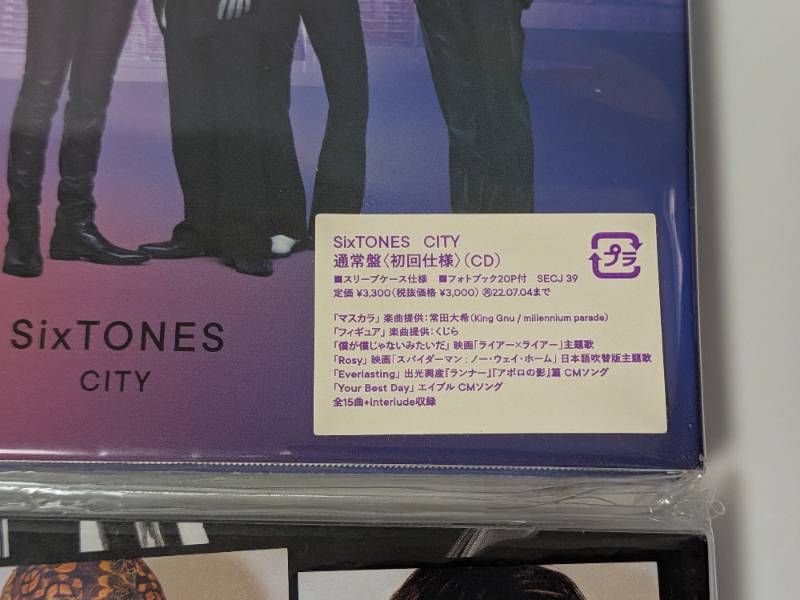 SixTONES
CITY
SixTONES CITY
通常盤〈初回仕様〉(CD)
■スリーブケース仕様 ■フォトブック20P付 SECJ 39
定価 ¥3,300(税抜価格 ¥3,000) Ⓗ22.07.04まで
「マスカラ」 楽曲提供:常田大希(King Gnu / millennium parade)
「フィギュア」 楽曲提供:くじら
「僕が僕じゃないみたいだ」 映画「ライアー×ライアー」主題歌
「Rosy」 映画「スパイダーマン:ノー・ウェイ・ホーム」 日本語吹替版主題歌
「Everlasting」 出光興産『ランナー』『アポロの影』篇 CMソング
「Your Best Day」 エイブル CMソング
全15曲+Interlude収録
プラ